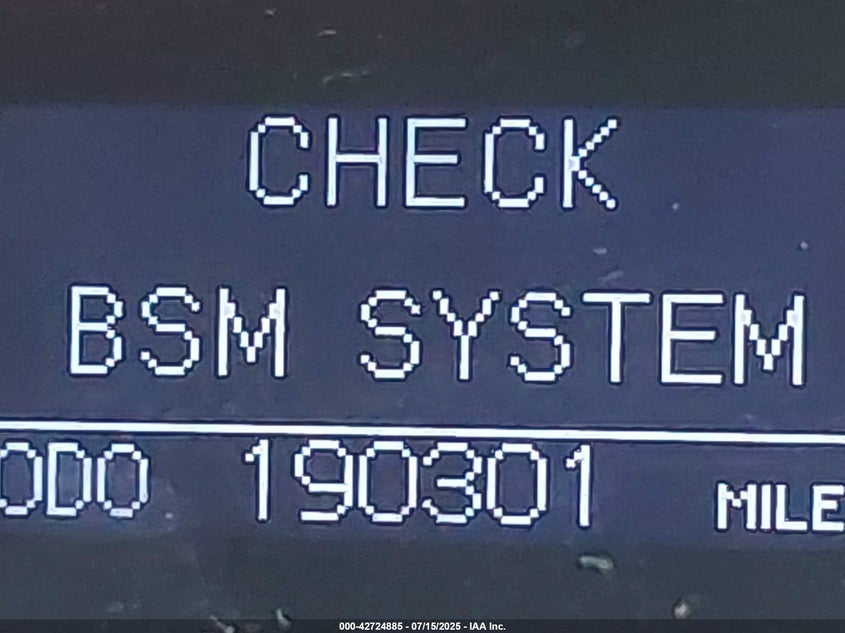 CHECK
BSM SYSTEM
ODO 190301 MILE
000-42724885 - 07/15/2025 - IAA Inc.